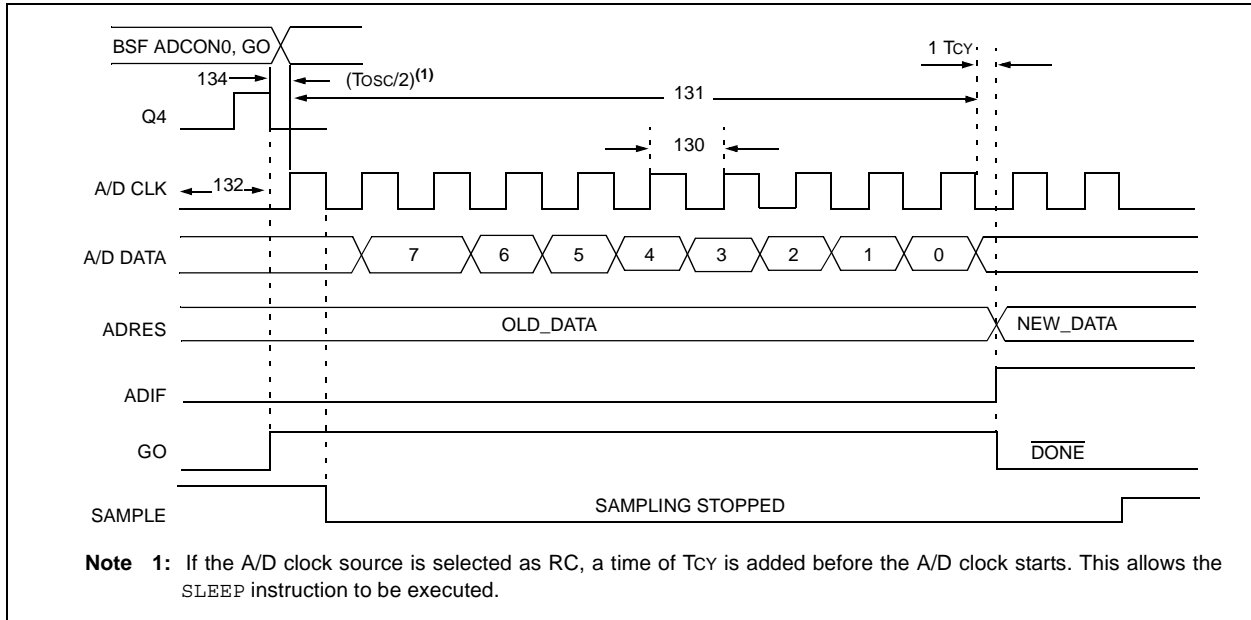 BSF ADCON0, GO
1 TCY
134
(TOSC/2)(1)
131
Q4
130
A/D CLK
132
A/D DATA
7 6 5 4 3 2 1 0
ADRES
OLD_DATA
NEW_DATA
ADIF
GO
DONE
SAMPLE
SAMPLING STOPPED
Note 1: If the A/D clock source is selected as RC, a time of TCY is added before the A/D clock starts. This allows the
SLEEP instruction to be executed.